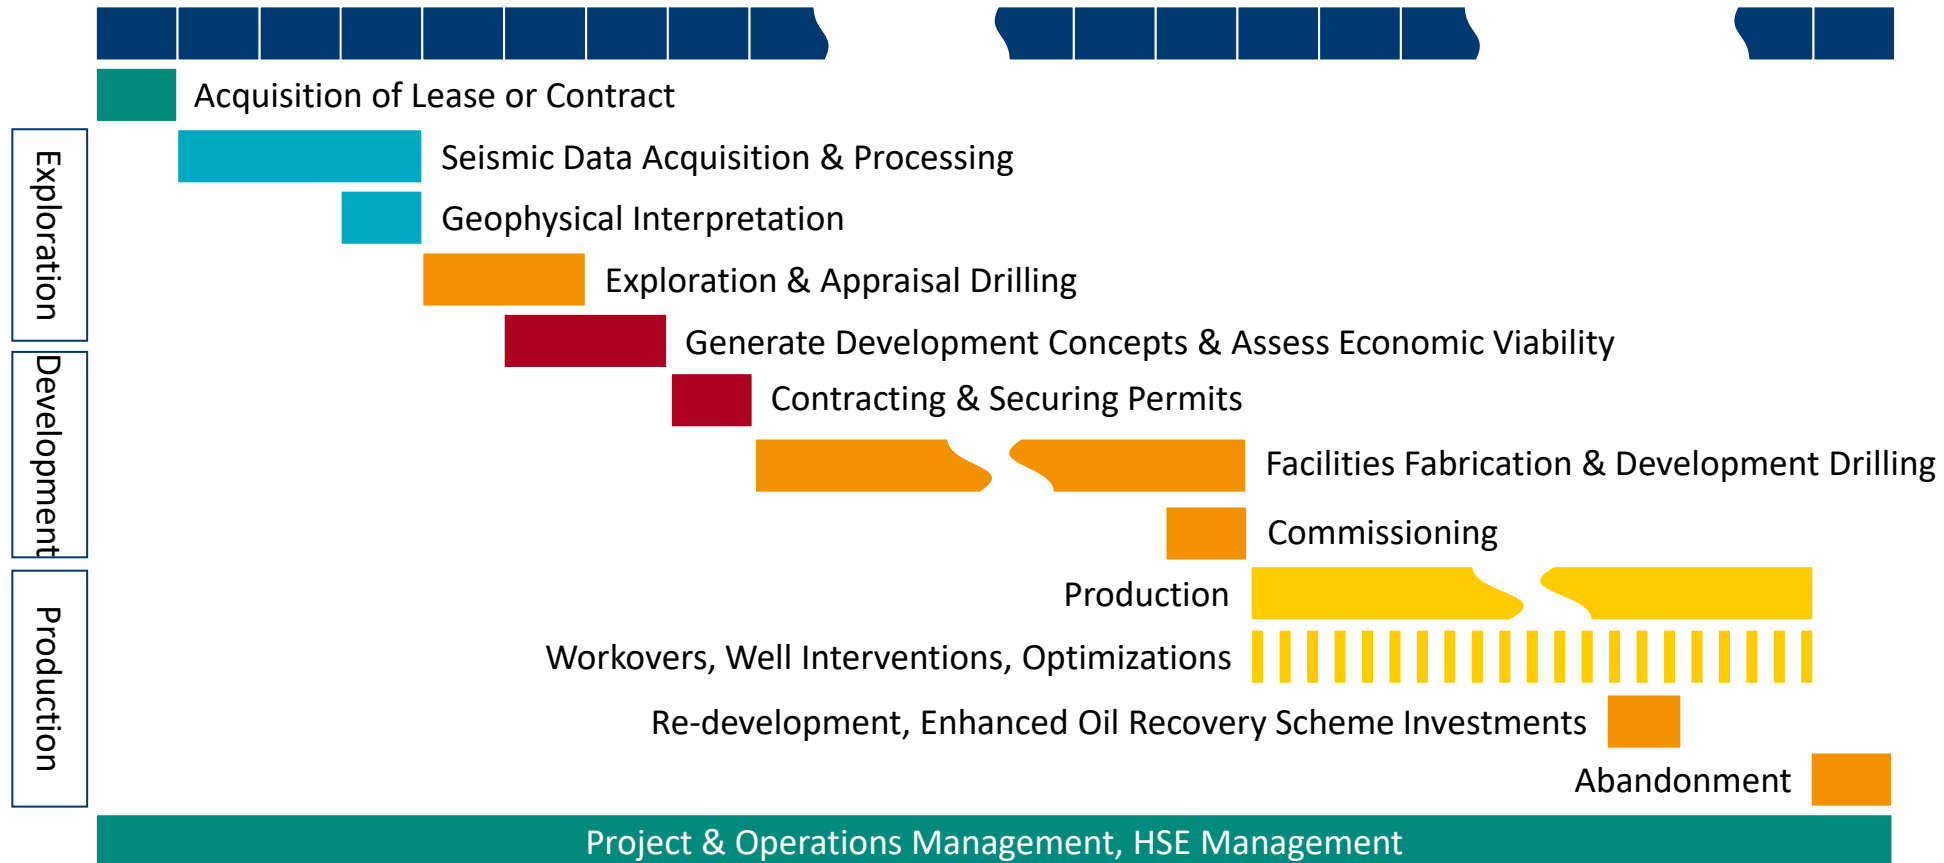 Acquisition of Lease or Contract
Exploration
Seismic Data Acquisition & Processing
Geophysical Interpretation
Exploration & Appraisal Drilling
Generate Development Concepts & Assess Economic Viability
Development
Contracting & Securing Permits
Facilities Fabrication & Development Drilling
Commissioning
Production
Production
Workovers, Well Interventions, Optimizations
Re-development, Enhanced Oil Recovery Scheme Investments
Abandonment
Project & Operations Management, HSE Management